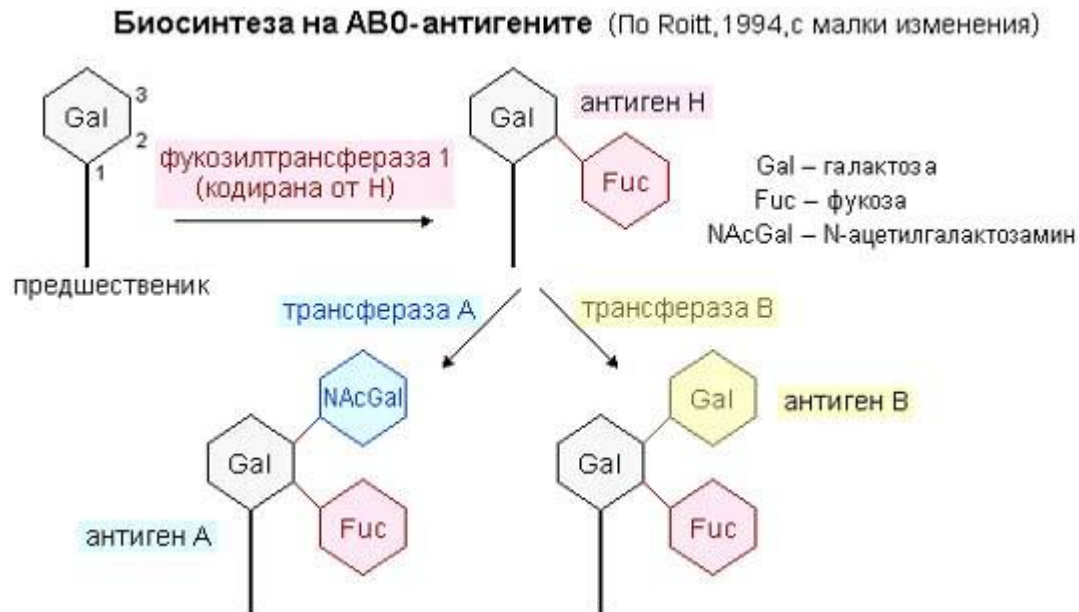 Биосинтеза на AB0-антигените (По Roitt,1994,с малки изменения)
Gal
3
2
1
фукозилтрансфераза 1
(кодирана от Н)
предшественик
Gal
антиген Н
Fuc
Gal – галактоза
Fuc – фукоза
NAcGal – N-ацетилгалактозамин
трансфераза А
трансфераза В
NAcGal
Gal
Fuc
антиген А
Gal
антиген В
Gal
Fuc